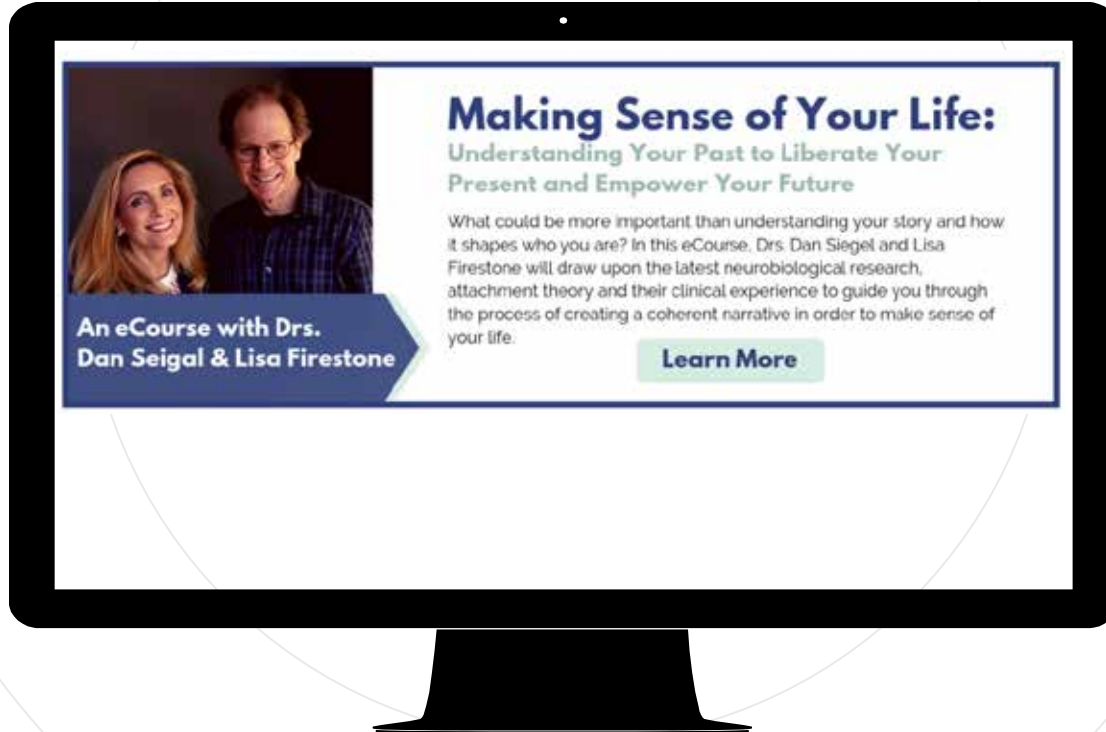 Making Sense of Your Life:
Understanding Your Past to Liberate Your
Present and Empower Your Future
What could be more important than understanding your story and how
it shapes who you are? In this eCourse, Drs. Dan Siegel and Lisa
Firestone will draw upon the latest neurobiological research,
attachment theory and their clinical experience to guide you through
the process of creating a coherent narrative in order to make sense of
your life.
Learn More
An eCourse with Drs.
Dan Seigal & Lisa Firestone